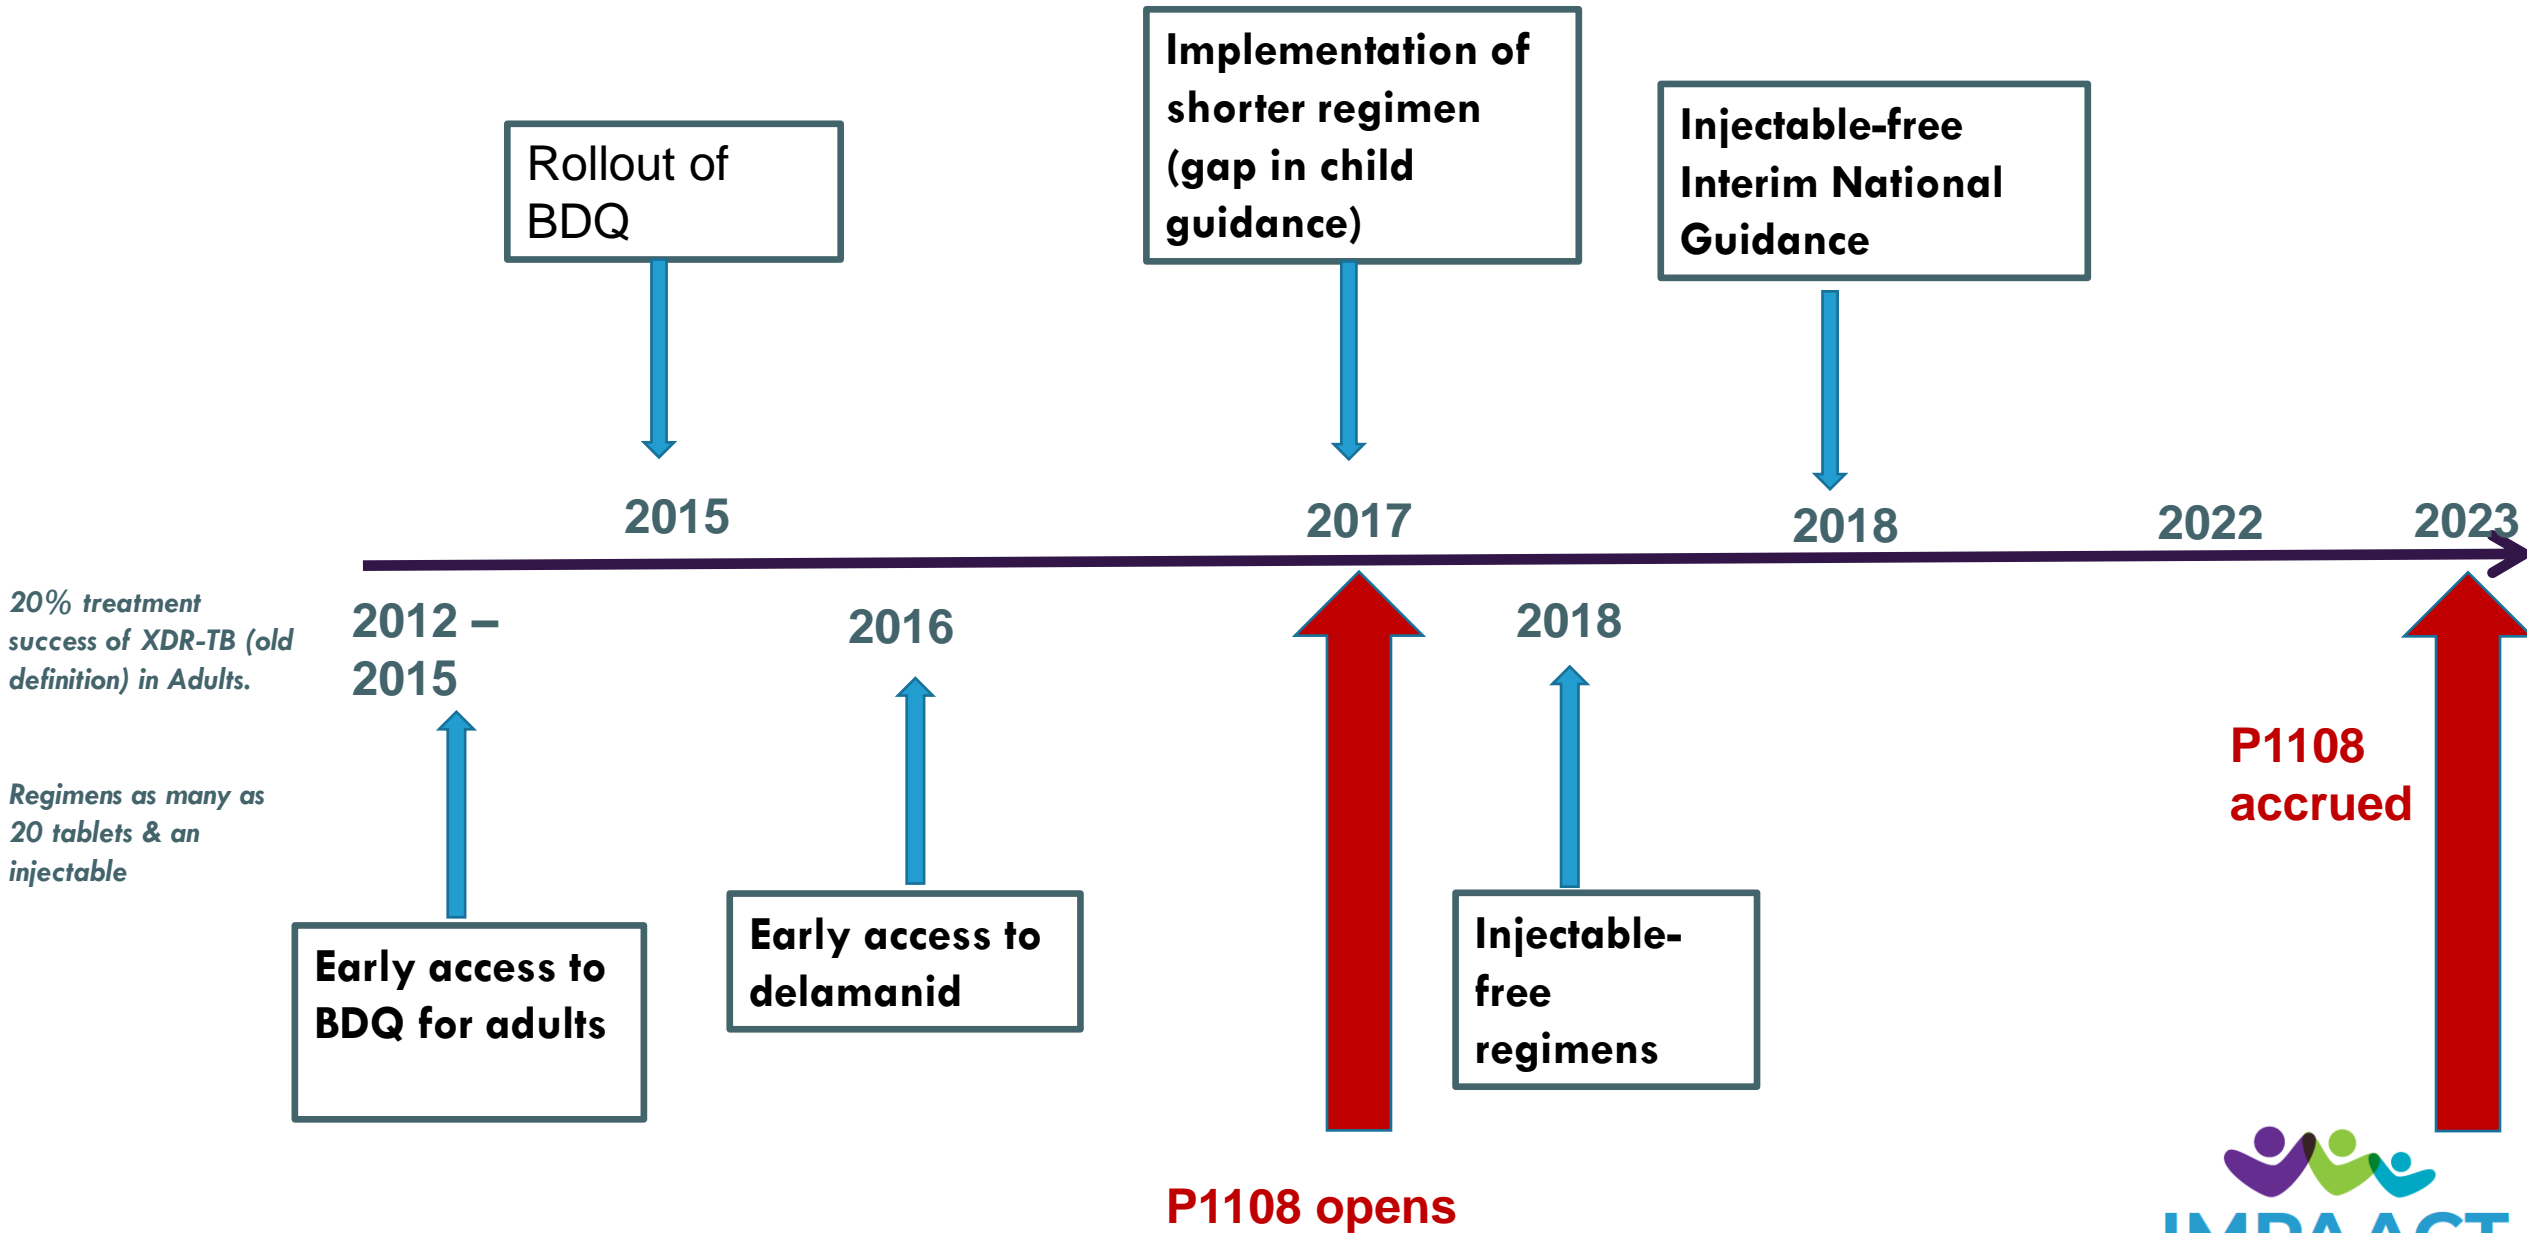 Implementation of
shorter regimen
(gap in child
guidance)
Rollout of
BDQ
Injectable-free
Interim National
Guidance
2015
2017
2018
2022
2023
20% treatment
success of XDR-TB (old
definition) in Adults.
2012 –
2015
2016
2018
Regimens as many as
20 tablets & an
injectable
P1108
accrued
Early access to
BDQ for adults
Early access to
delamanid
Injectable-
free
regimens
P1108 opens
IMPAACT